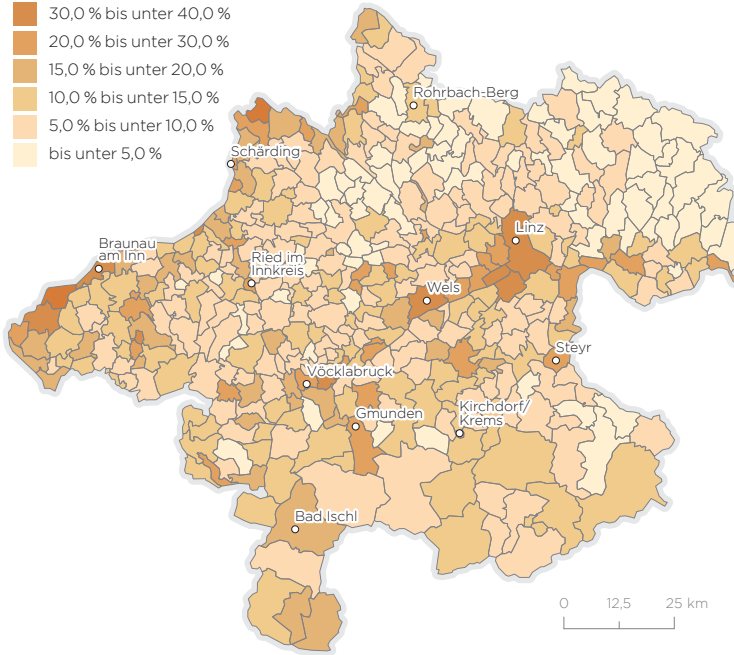 30,0 % bis unter 40,0 %
20,0 % bis unter 30,0 %
15,0 % bis unter 20,0 %
10,0 % bis unter 15,0 %
5,0 % bis unter 10,0 %
bis unter 5,0 %
Rohrbach-Berg
Schärding
Linz
Braunau
am Inn
Ried im
Innkreis
Wels
Steyr
Vöcklabruck
Gmunden
Kirchdorf/
Krems
Bad Ischl
0 12,5 25 km